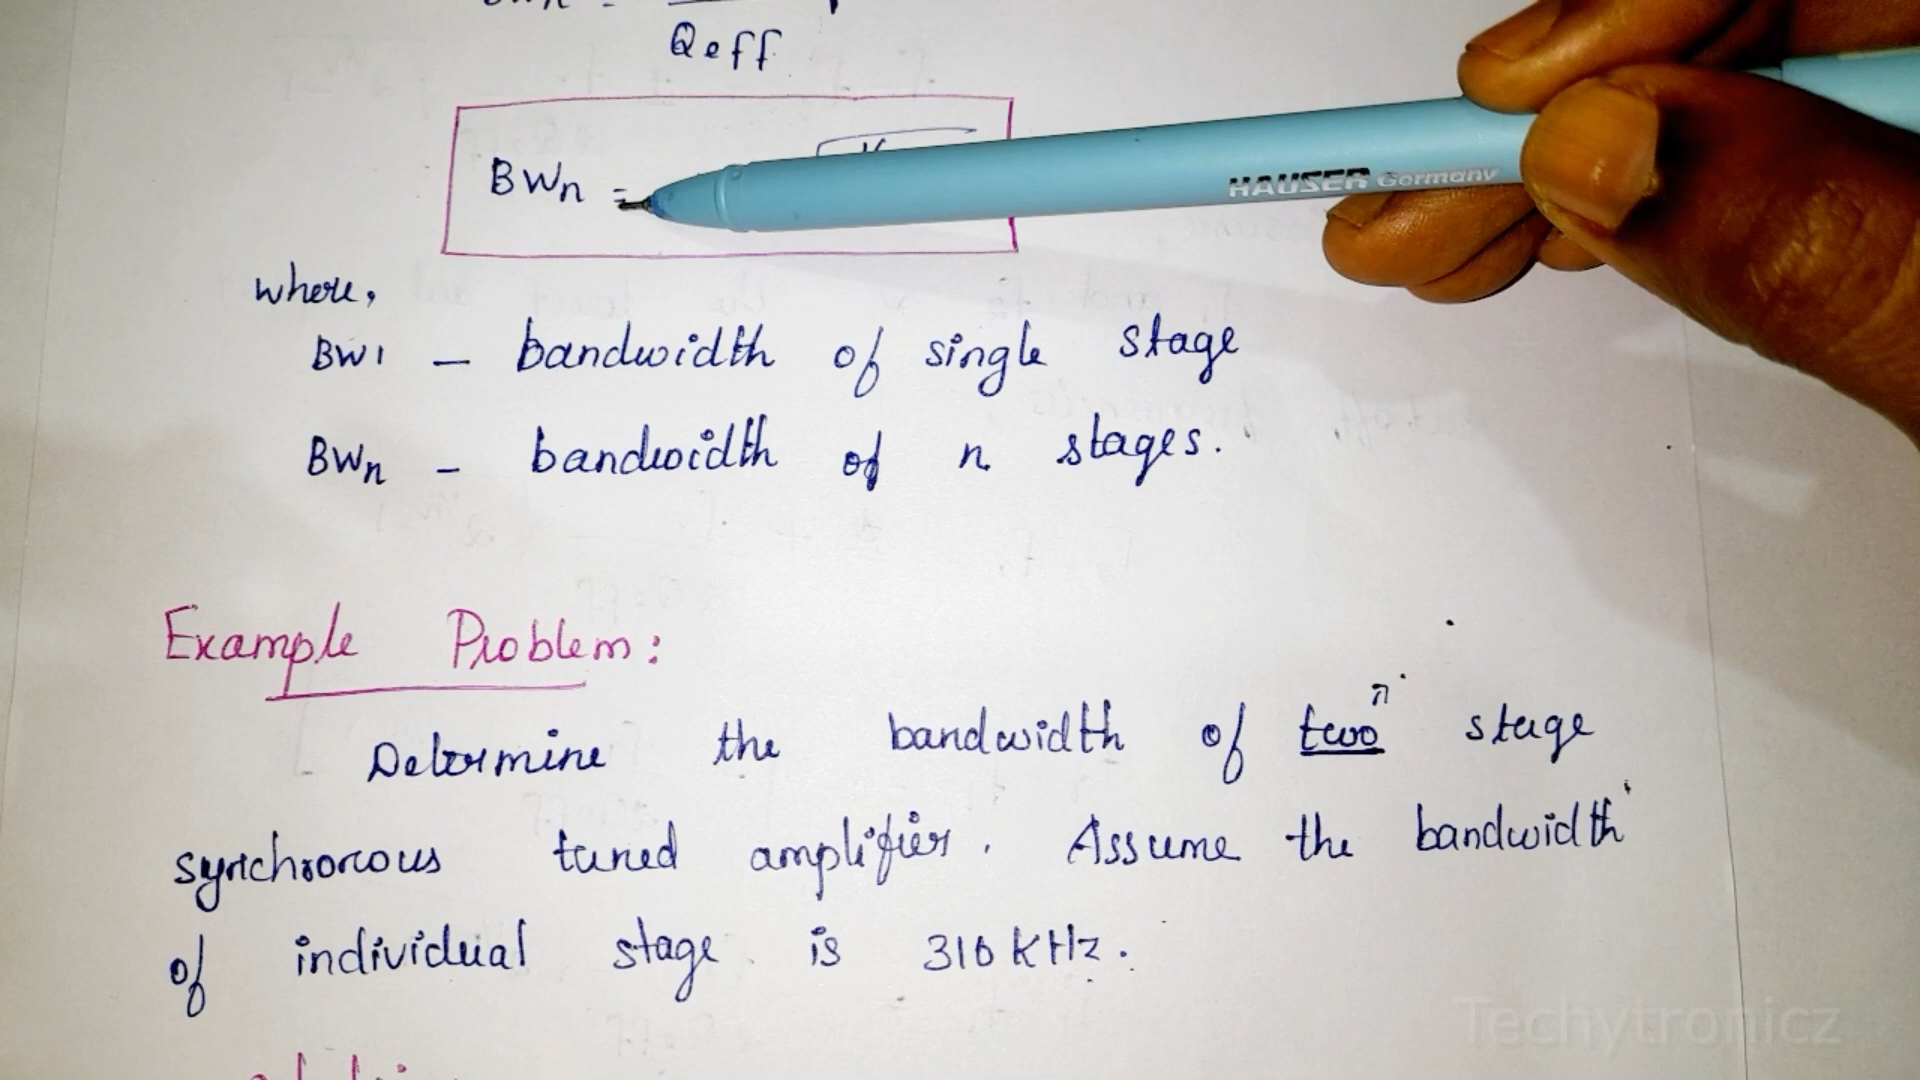 Qeff
BWn =
HAUSER Germany
where,
BW1 - bandwidth of single stage
BWn - bandwidth of n stages.
Example Problem:
n
Determine the bandwidth of two stage
synchronous tuned amplifier. Assume the bandwidth
of individual stage is 310 KHz.
Techytronicz